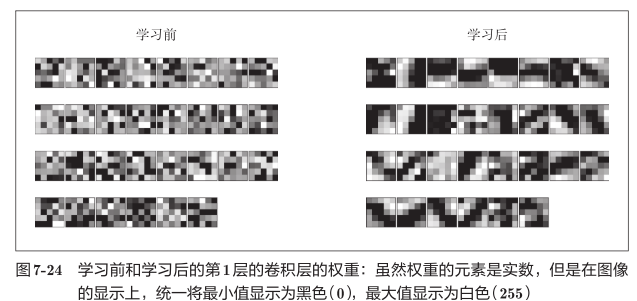 学习前
学习后
图7-24 学习前和学习后的第1层的卷积层的权重：虽然权重的元素是实数，但是在图像
的显示上，统一将最小值显示为黑色（0），最大值显示为白色（255）